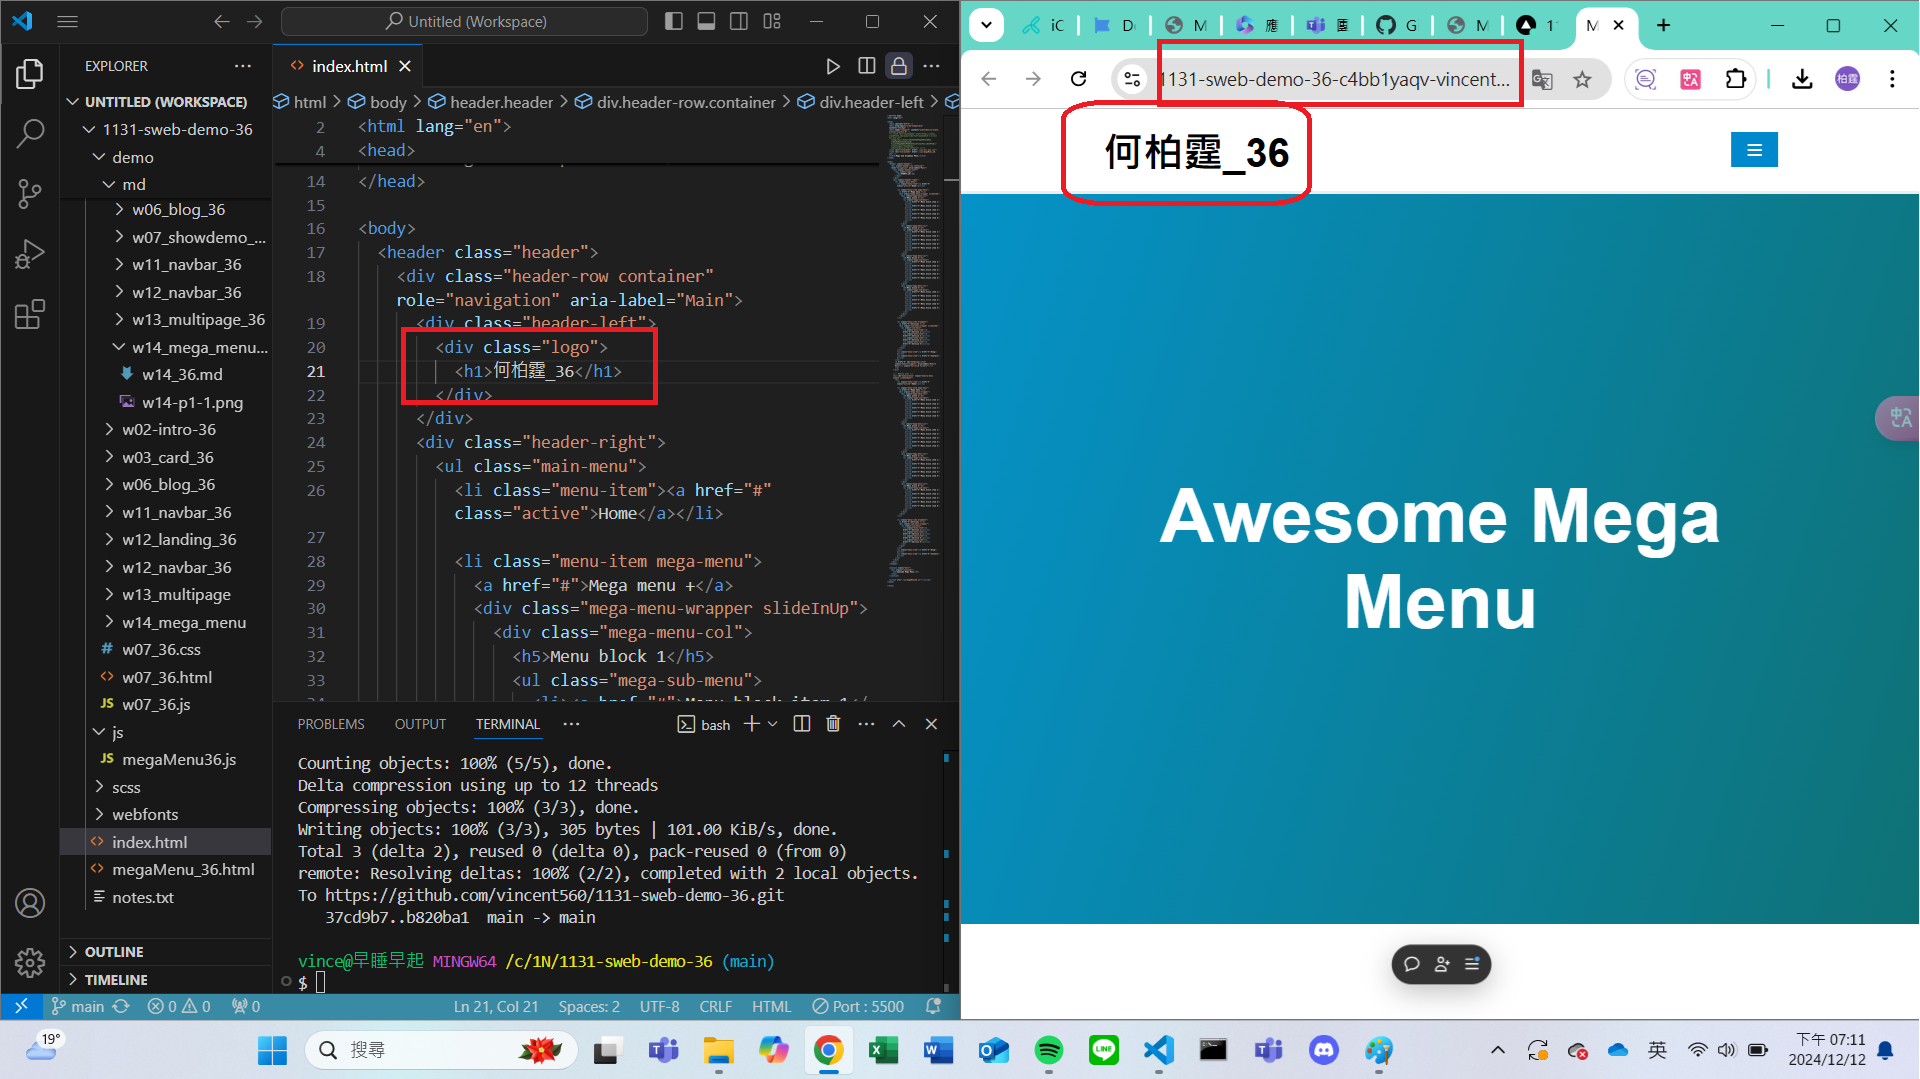 Untitled (Workspace)
EXPLORER
UNTITLED (WORKSPACE)
1131-sweb-demo-36
demo
md
w06_blog_36
w07_showdemo_...
w11_navbar_36
w12_navbar_36
w13_multipage_36
w14_mega_menu...
w14_36.md
w14-p1-1.png
w02-intro-36
w03_card_36
w06_blog_36
w11_navbar_36
w12_landing_36
w12_navbar_36
w13_multipage
w14_mega_menu
w07_36.css
w07_36.html
JS w07_36.js
js
JS megaMenu36.js
scss
webfonts
index.html
megaMenu_36.html
notes.txt
OUTLINE
TIMELINE
index.html
html > body > header.header > div.header-row.container > div.header-left >
2 <html lang="en">
4 <head>
14 </head>
15
16 <body>
17 <header class="header">
18 <div class="header-row container"
role="navigation" aria-label="Main">
19 <div class="header-left">
20 <div class="logo">
21 <h1>何柏霆_36</h1>
22 </div>
23 </div>
24 <div class="header-right">
25 <ul class="main-menu">
26 <li class="menu-item"><a href="#"
class="active">Home</a></li>
27
28 <li class="menu-item mega-menu">
29 <a href="#">Mega menu +</a>
30 <div class="mega-menu-wrapper slideInUp">
31 <div class="mega-menu-col">
32 <h5>Menu block 1</h5>
33 <ul class="mega-sub-menu">
PROBLEMS OUTPUT TERMINAL
bash
Counting objects: 100% (5/5), done.
Delta compression using up to 12 threads
Compressing objects: 100% (3/3), done.
Writing objects: 100% (3/3), 305 bytes | 101.00 KiB/s, done.
Total 3 (delta 2), reused 0 (delta 0), pack-reused 0 (from 0)
remote: Resolving deltas: 100% (2/2), completed with 2 local objects.
To https://github.com/vincent560/1131-sweb-demo-36.git
37cd9b7..b820ba1 main -> main
vince@早睡早起 MINGW64 /c/1N/1131-sweb-demo-36 (main)
$
main 0 0 0 Ln 21, Col 21 Spaces: 2 UTF-8 CRLF HTML Port : 5500
1131-sweb-demo-36-c4bb1yaqv-vincent...
柏霆
何柏霆_36
Awesome Mega
Menu
19°
搜尋
英
下午 07:11
2024/12/12